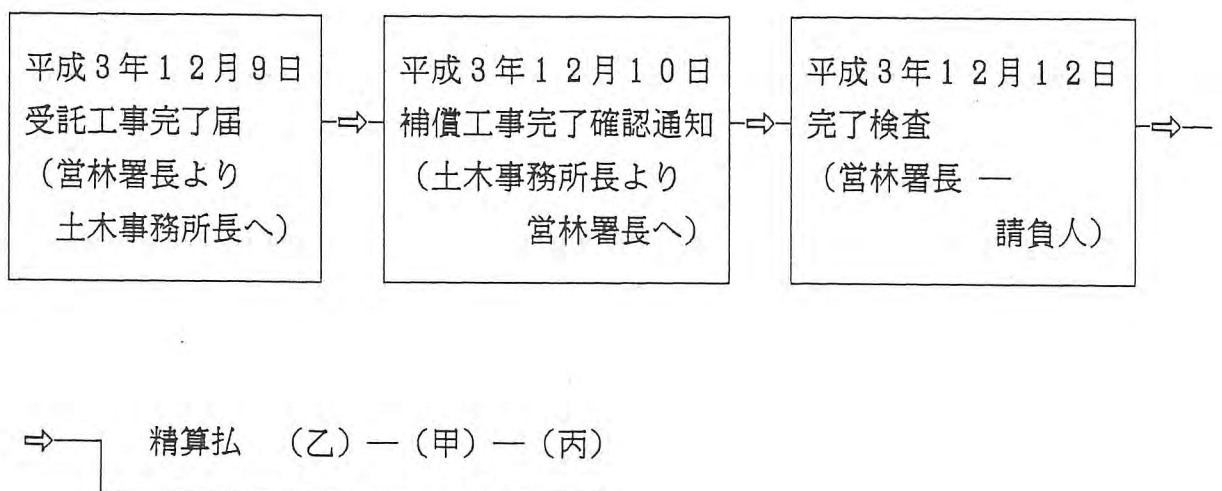 平成3年12月9日
受託工事完了届
（営林署長より
土木事務所長へ）
平成3年12月10日
補償工事完了確認通知
（土木事務所長より
営林署長へ）
平成3年12月12日
完了検査
（営林署長 ―
請負人）
精算払 （乙）―（甲）―（丙）